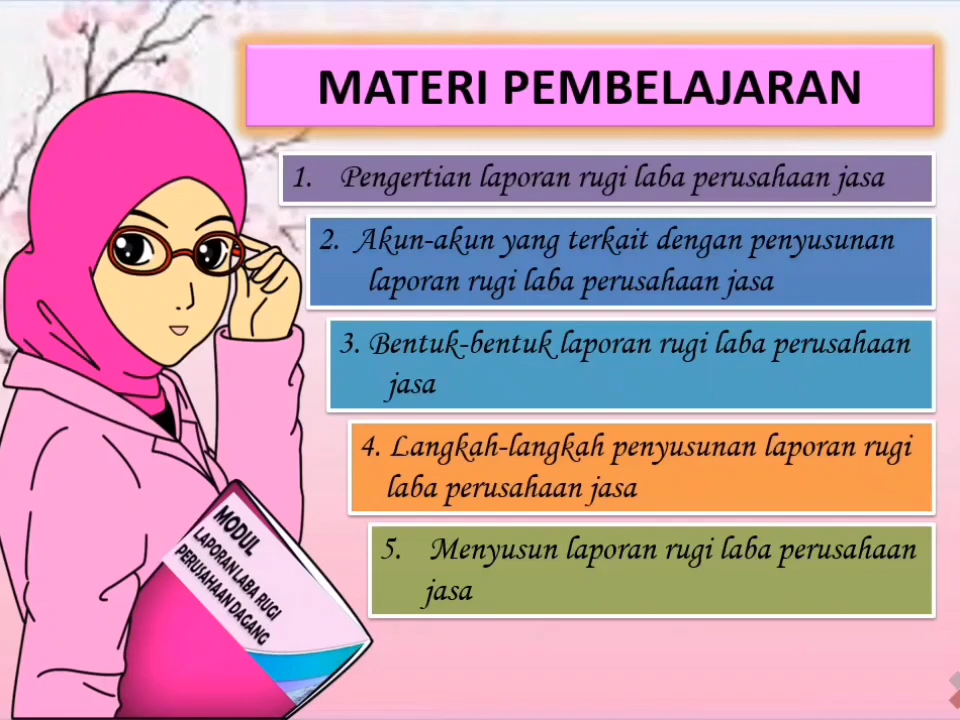 MATERI PEMBELAJARAN
1. Pengertian laporan rugi laba perusahaan jasa
2. Akun-akun yang terkait dengan penyusunan
laporan rugi laba perusahaan jasa
3. Bentuk-bentuk laporan rugi laba perusahaan
jasa
4. Langkah-langkah penyusunan laporan rugi
laba perusahaan jasa
5. Menyusun laporan rugi laba perusahaan
jasa
MODUL
LAPORAN LABA RUGI
PERUSAHAAN DAGANG